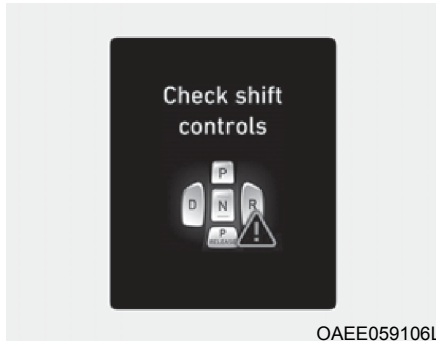 Check shift
controls
P
D N R
P
RELEASE
OAEE059106L